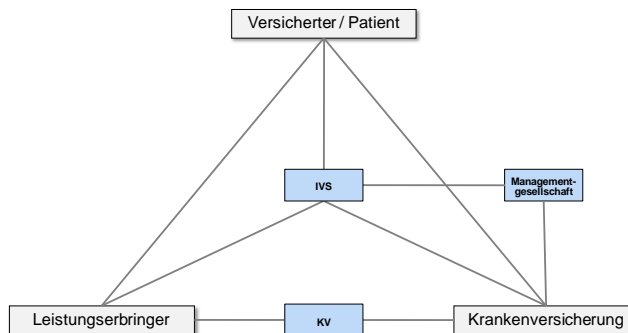 Versicherter / Patient
IVS
Management-
gesellschaft
Leistungserbringer
KV
Krankenversicherung